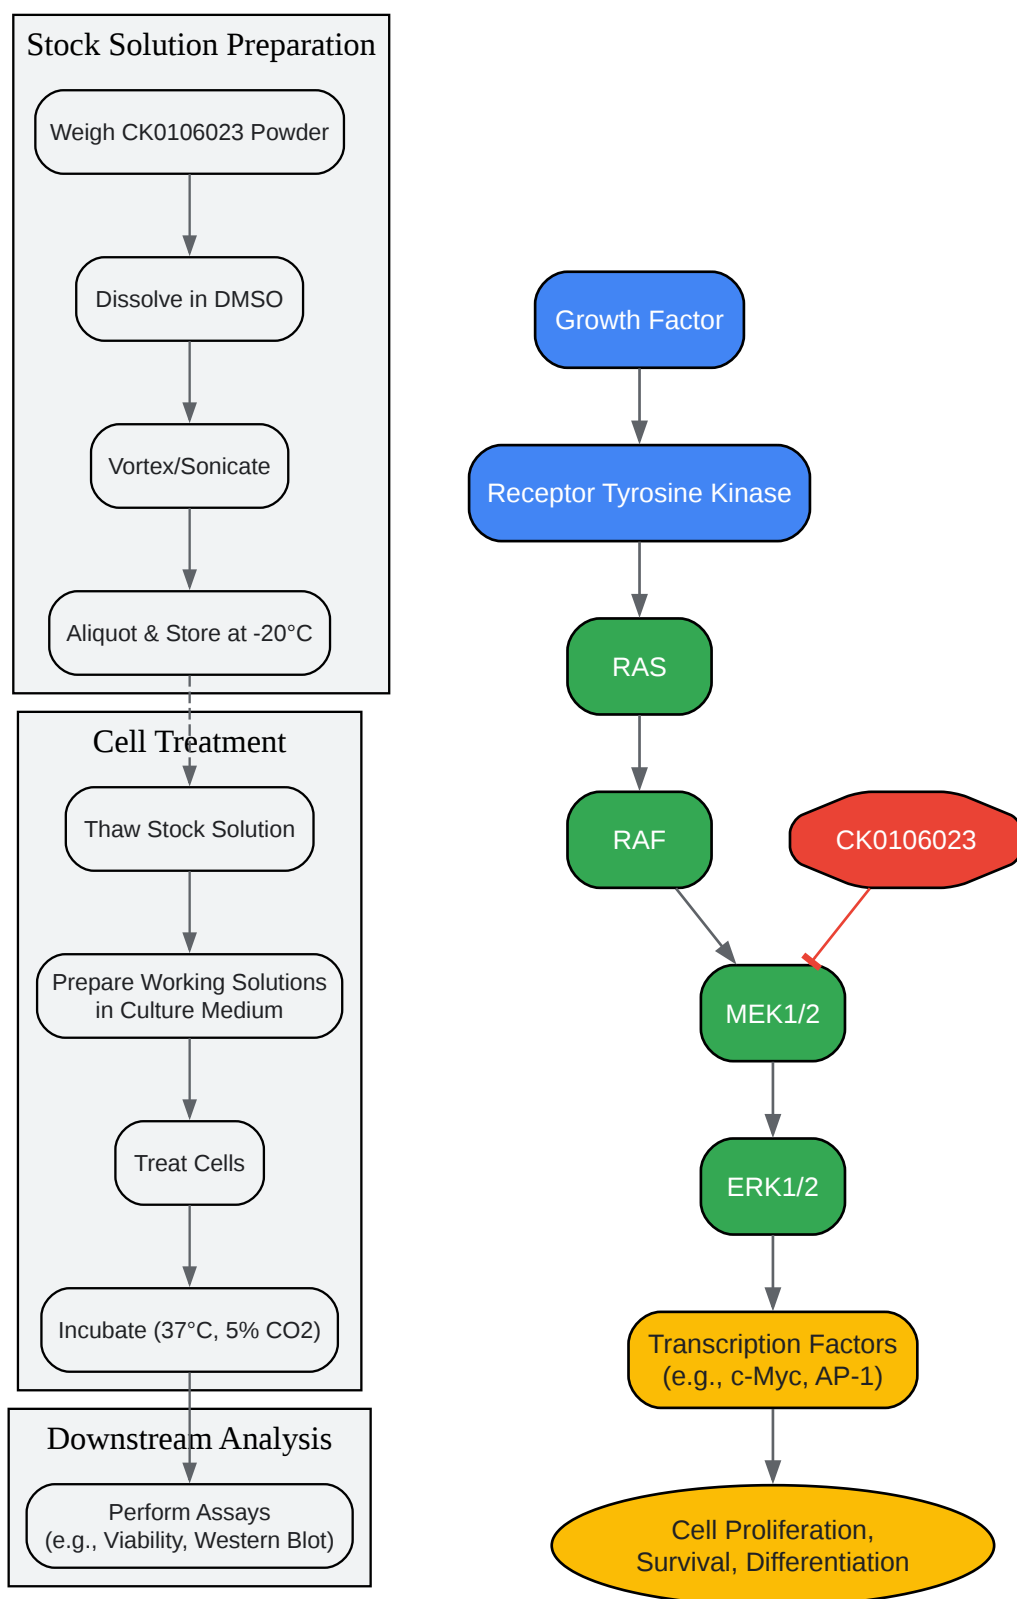 Stock Solution Preparation
Weigh CK0106023 Powder
Dissolve in DMSO
Vortex/Sonicate
Aliquot & Store at -20°C
Cell Treatment
Thaw Stock Solution
Prepare Working Solutions
in Culture Medium
Treat Cells
Incubate (37°C, 5% CO2)
Downstream Analysis
Perform Assays
(e.g., Viability, Western Blot)
Growth Factor
Receptor Tyrosine Kinase
RAS
RAF
CK0106023
MEK1/2
ERK1/2
Transcription Factors
(e.g., c-Myc, AP-1)
Cell Proliferation,
Survival, Differentiation